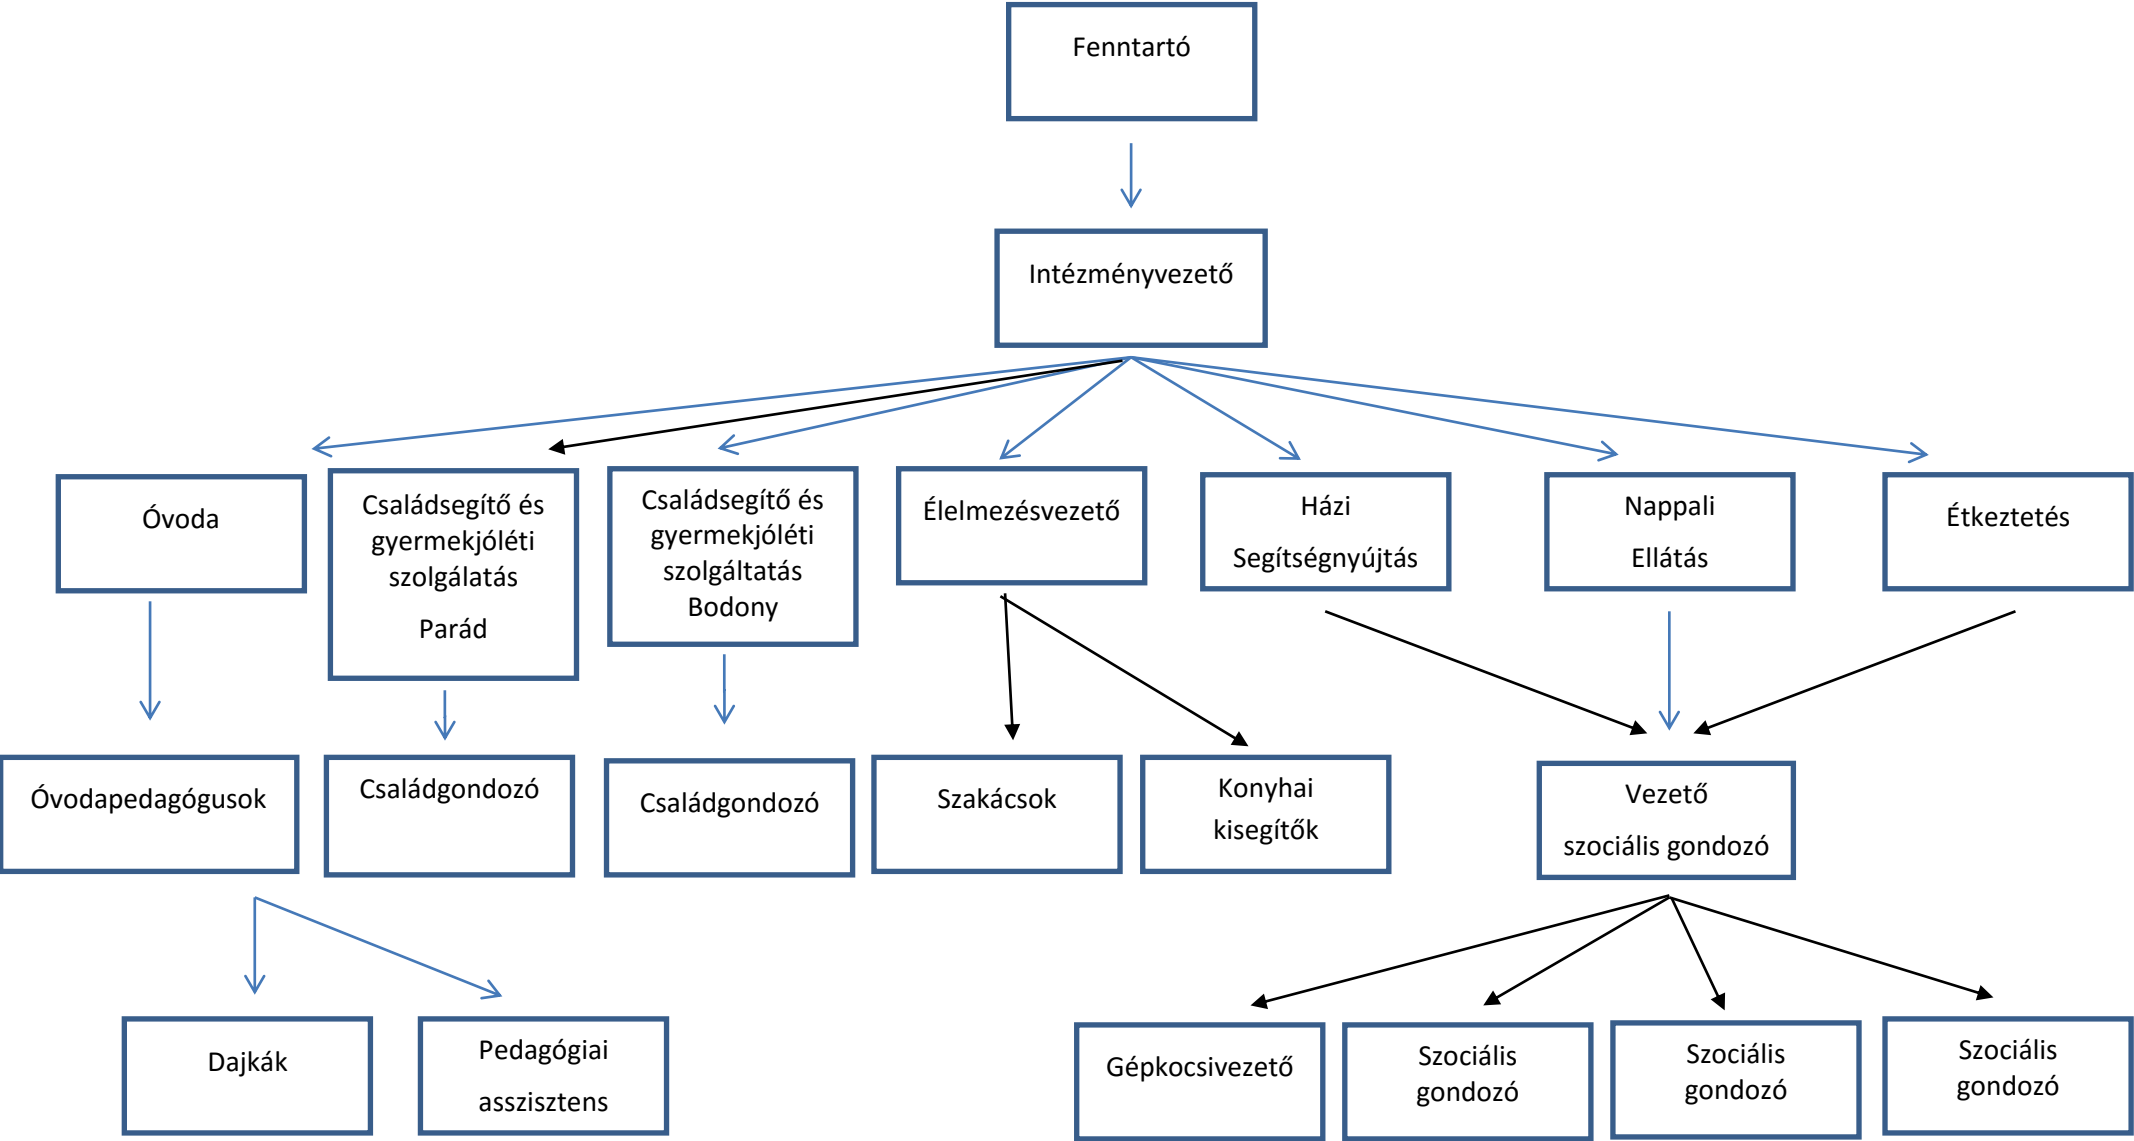 Fenntartó
Intézményvezető
Óvoda
Családsegítő és
gyermekjóléti
szolgálatás
Parád
Családsegítő és
gyermekjóléti
szolgáltatás
Bodony
Élelmezésvezető
Házi
Segítségnyújtás
Nappali
Ellátás
Étkeztetés
Óvodapedagógusok
Családgondozó
Családgondozó
Szakácsok
Konyhai
kisegítők
Vezető
szociális gondozó
Dajkák
Pedagógiai
asszisztens
Gépkocsivezető
Szociális
gondozó
Szociális
gondozó
Szociális
gondozó